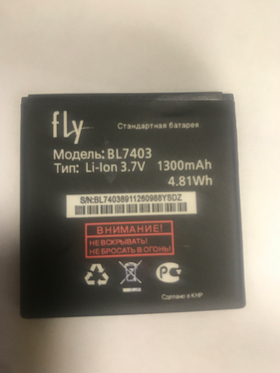 fly
Стандартная батарея
Модель: BL7403
Тип: Li-Ion 3.7V 1300mAh
4.81Wh
S/N:BL74038911260988YSDZ
ВНИМАНИЕ!
НЕ ВСКРЫВАТЬ!
НЕ БРОСАТЬ В ОГОНЬ!
Сделано в КНР